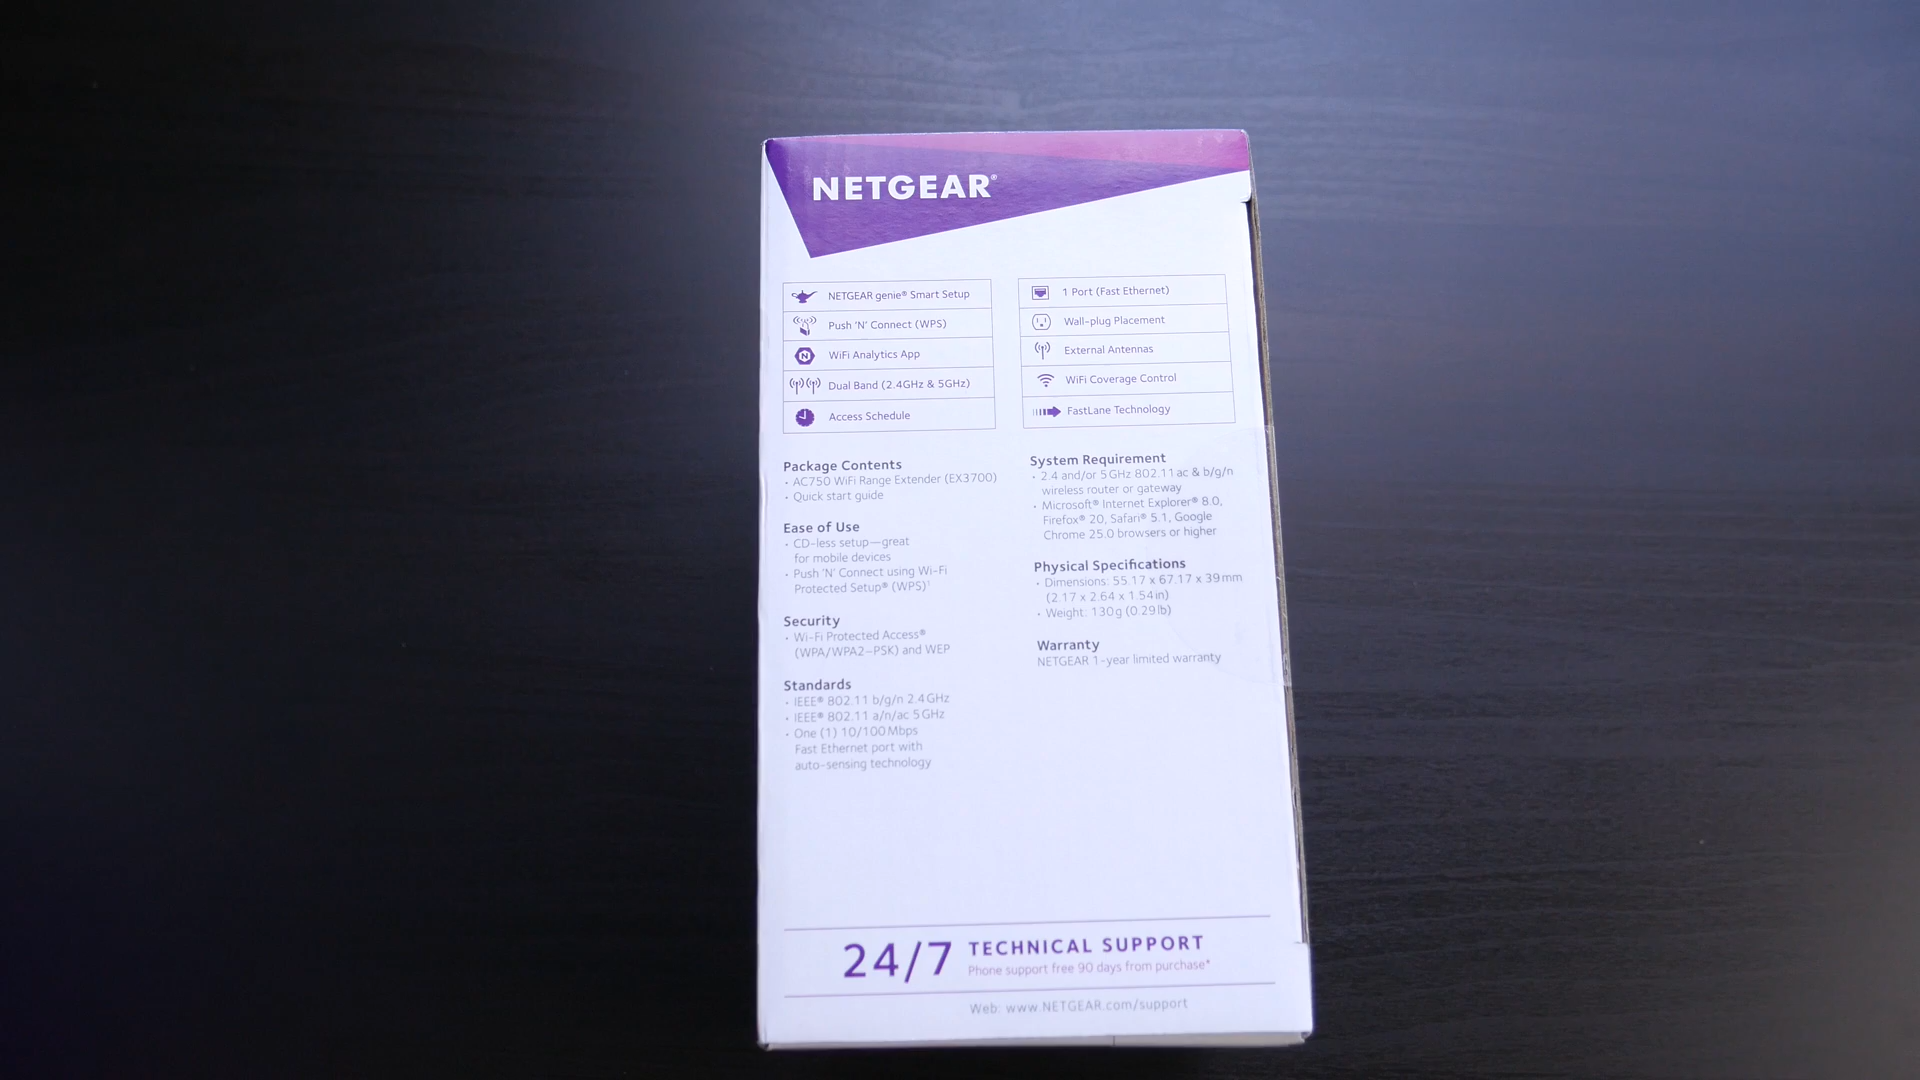 NETGEAR®
NETGEAR genie® Smart Setup
Push 'N' Connect (WPS)
WiFi Analytics App
Dual Band (2.4GHz & 5GHz)
Access Schedule
1 Port (Fast Ethernet)
Wall-plug Placement
External Antennas
WiFi Coverage Control
FastLane Technology
Package Contents
· AC750 WiFi Range Extender (EX3700)
· Quick start guide
Ease of Use
· CD-less setup—great
for mobile devices
· Push 'N' Connect using Wi-Fi
Protected Setup® (WPS)¹
Security
· Wi-Fi Protected Access®
(WPA/WPA2–PSK) and WEP
Standards
· IEEE® 802.11 b/g/n 2.4GHz
· IEEE® 802.11 a/n/ac 5GHz
· One (1) 10/100Mbps
Fast Ethernet port with
auto-sensing technology
System Requirement
· 2.4 and/or 5GHz 802.11ac & b/g/n
wireless router or gateway
· Microsoft® Internet Explorer® 8.0,
Firefox® 20, Safari® 5.1, Google
Chrome 25.0 browsers or higher
Physical Specifications
· Dimensions: 55.17 x 67.17 x 39mm
(2.17 x 2.64 x 1.54in)
· Weight: 130g (0.29lb)
Warranty
NETGEAR 1-year limited warranty
24/7 TECHNICAL SUPPORT
Phone support free 90 days from purchase*
Web: www.NETGEAR.com/support